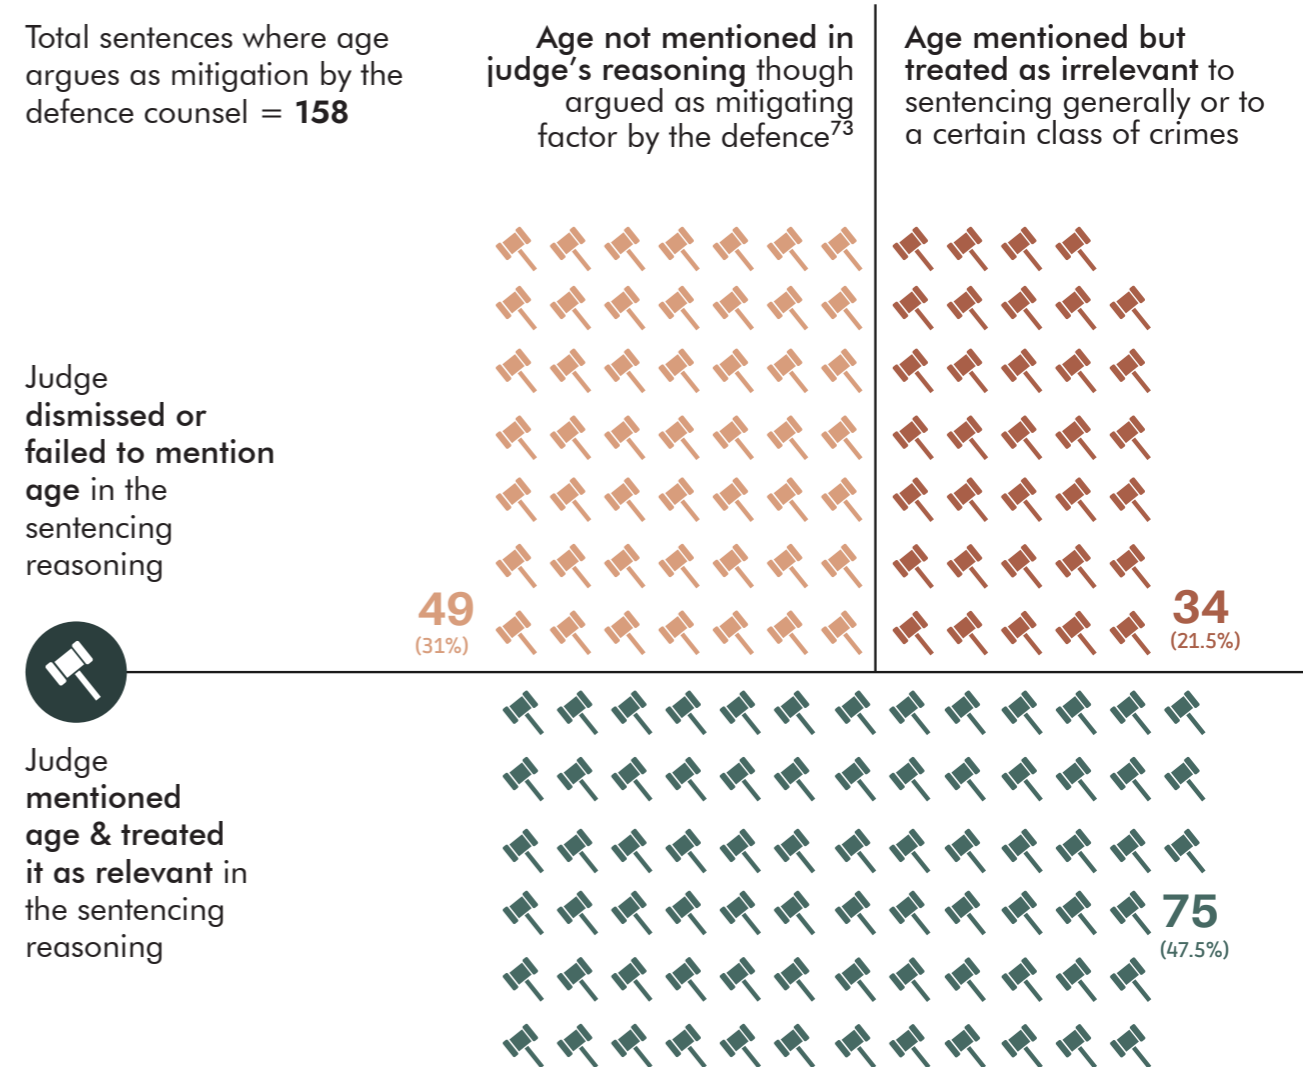 Total sentences where age
argues as mitigation by the
defence counsel = 158
Age not mentioned in
judge’s reasoning though
argued as mitigating
factor by the defence73
Age mentioned but
treated as irrelevant to
sentencing generally or to
a certain class of crimes
Judge
dismissed or
failed to mention
age in the
sentencing
reasoning
49
(31%)
34
(21.5%)
Judge
mentioned
age & treated
it as relevant in
the sentencing
reasoning
75
(47.5%)